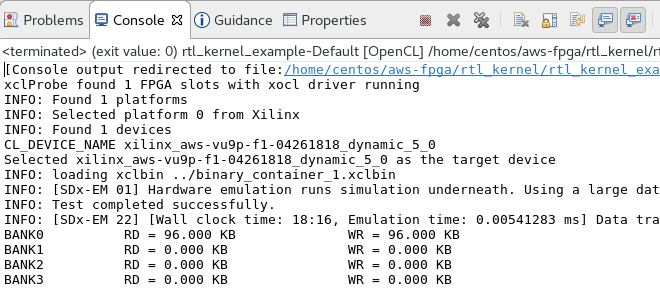 Problems Console Guidance Properties
<terminated> (exit value: 0) rtl_kernel_example-Default [OpenCL] /home/centos/aws-fpga/rtl_kernel/rt
[Console output redirected to file:/home/centos/aws-fpga/rtl_kernel/rtl_kernel_exa
xclProbe found 1 FPGA slots with xocl driver running
INFO: Found 1 platforms
INFO: Selected platform 0 from Xilinx
INFO: Found 1 devices
CL_DEVICE_NAME xilinx_aws-vu9p-f1-04261818_dynamic_5_0
Selected xilinx_aws-vu9p-f1-04261818_dynamic_5_0 as the target device
INFO: loading xclbin ../binary_container_1.xclbin
INFO: [SDx-EM 01] Hardware emulation runs simulation underneath. Using a large dat
INFO: Test completed successfully.
INFO: [SDx-EM 22] [Wall clock time: 18:16, Emulation time: 0.00541283 ms] Data tra
BANK0 RD = 96.000 KB WR = 96.000 KB
BANK1 RD = 0.000 KB WR = 0.000 KB
BANK2 RD = 0.000 KB WR = 0.000 KB
BANK3 RD = 0.000 KB WR = 0.000 KB